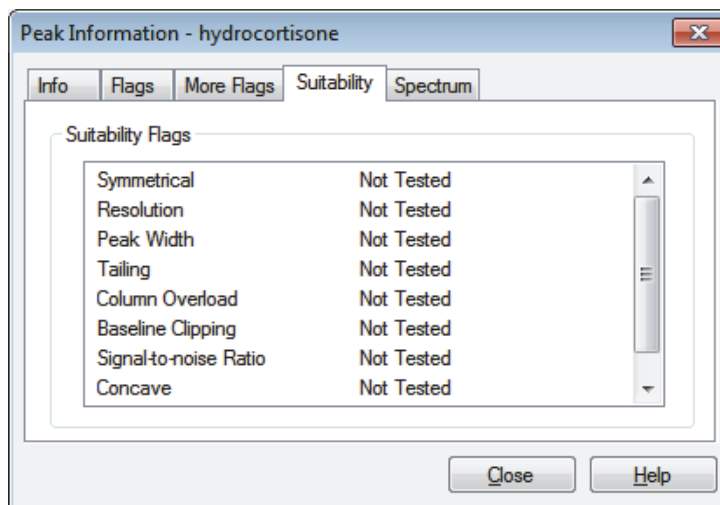 Peak Information - hydrocortisone
Info Flags More Flags Suitability Spectrum
Suitability Flags
Symmetrical Not Tested
Resolution Not Tested
Peak Width Not Tested
Tailing Not Tested
Column Overload Not Tested
Baseline Clipping Not Tested
Signal-to-noise Ratio Not Tested
Concave Not Tested
Close Help